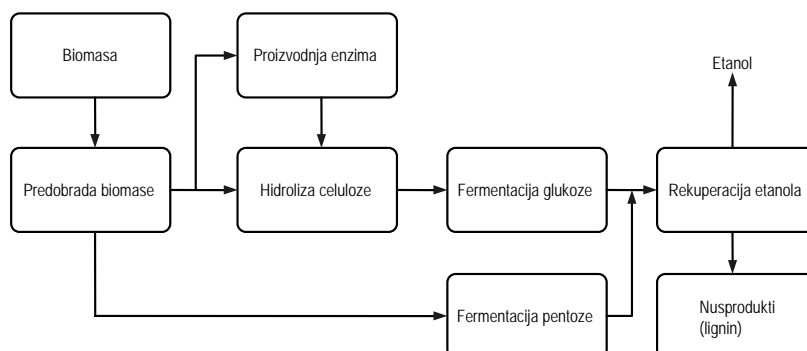 Biomasa
Proizvodnja enzima
Etanol
Predobrada biomase
Hidroliza celuloze
Fermentacija glukoze
Rekuperacija etanola
Fermentacija pentoze
Nusprodukti
(lignin)